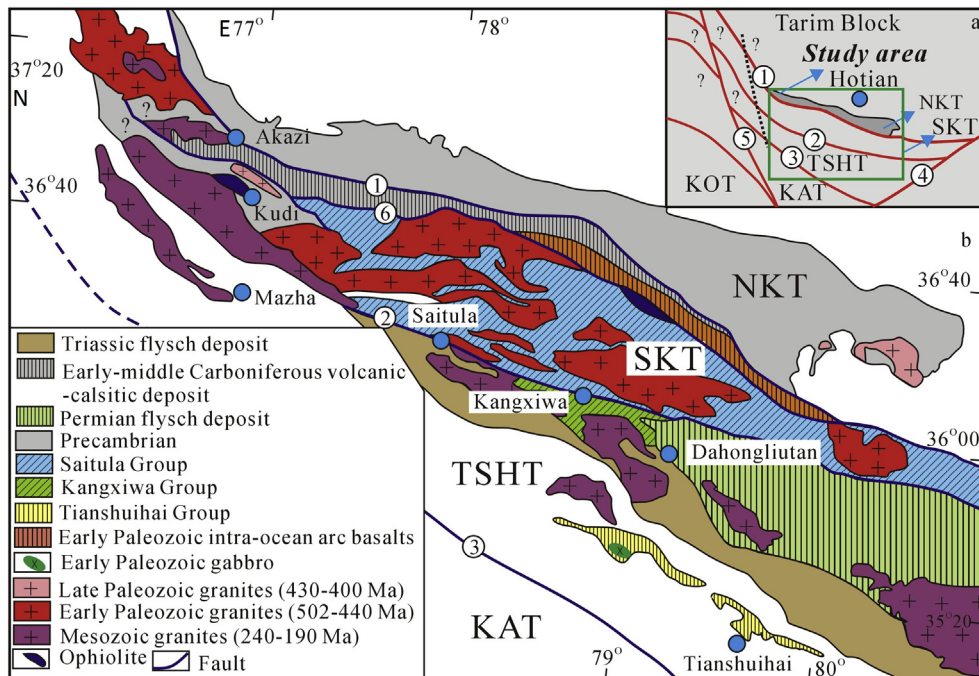 E77°
78°
37°20
N
36°40
?
?
Akazi
Kudi
Mazha
1
6
2
Saitula
Kangxiwa
SKT
NKT
36°40
36°00
Dahongliutan
TSHT
3
KAT
Tianshuihai
35°20
79°
80°
b
Tarim Block
a
Study area
Hotian
?
?
?
?
?
1
NKT
SKT
2
5
3
TSHT
4
KOT
KAT
Triassic flysch deposit
Early-middle Carboniferous volcanic
-calsitic deposit
Permian flysch deposit
Precambrian
Saitula Group
Kangxiwa Group
Tianshuihai Group
Early Paleozoic intra-ocean arc basalts
x
Early Paleozoic gabbro
Late Paleozoic granites (430-400 Ma)
Early Paleozoic granites (502-440 Ma)
Mesozoic granites (240-190 Ma)
Ophiolite
Fault